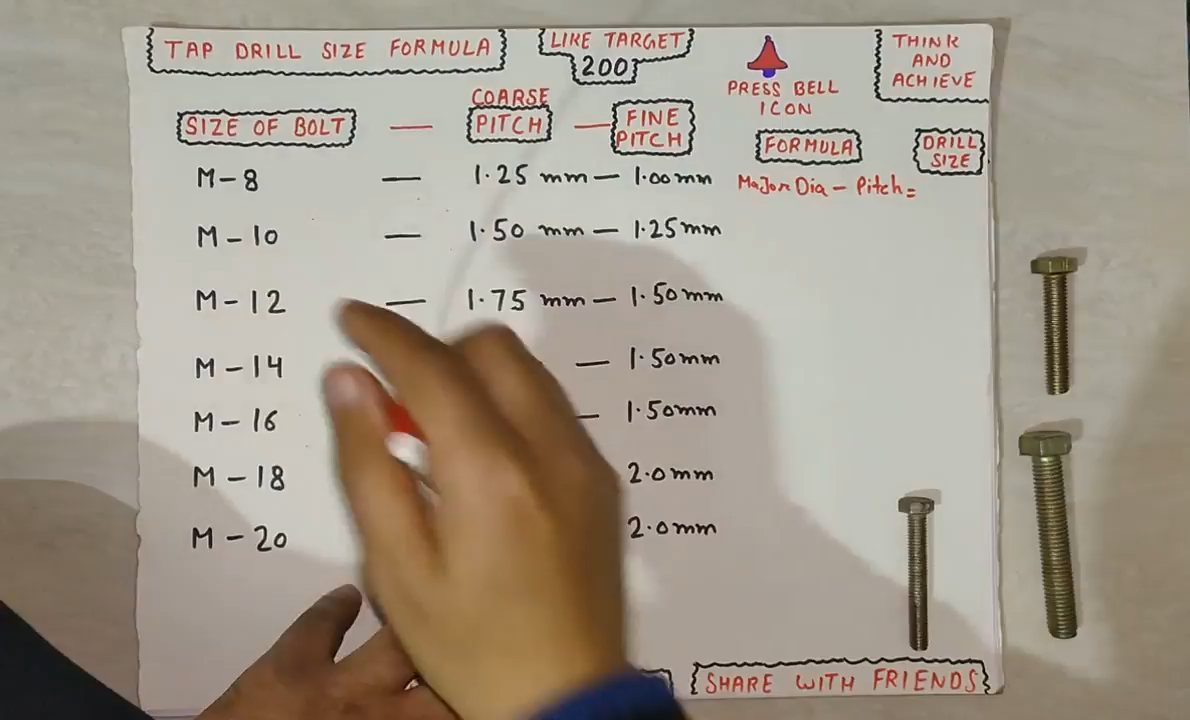 TAP DRILL SIZE FORMULA
LIKE TARGET
200
PRESS BELL
ICON
THINK
AND
ACHIEVE
SIZE OF BOLT — COARSE PITCH — FINE PITCH
FORMULA
DRILL
SIZE
Major Dia - Pitch =
M-8 — 1.25 mm — 1.00mm
M-10 — 1.50 mm — 1.25mm
M-12 — 1.75 mm — 1.50mm
M-14 — 1.50mm
M-16 — 1.50mm
M-18 2.0mm
M-20 2.0mm
SHARE WITH FRIENDS